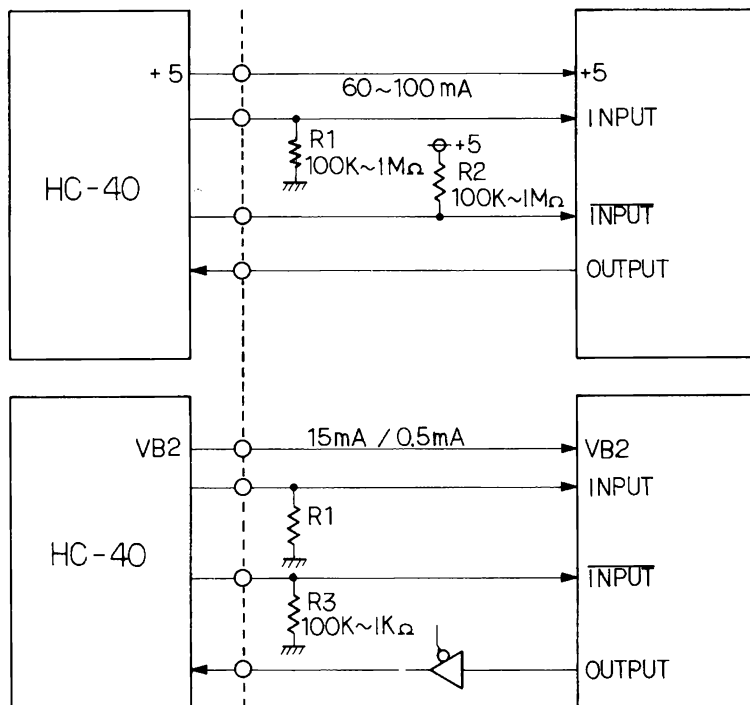 +5
60~100mA
+5
INPUT
R1
100K~1MΩ
+5
R2
100K~1MΩ
HC-40
INPUT
OUTPUT
VB2
15mA / 0.5mA
VB2
INPUT
R1
HC-40
INPUT
R3
100K~1KΩ
OUTPUT